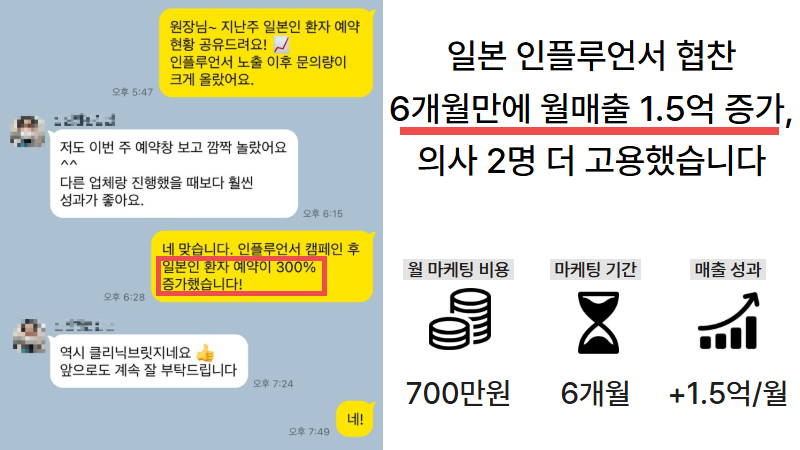 원장님~ 지난주 일본인 환자 예약
현황 공유드려요! 📈
인플루언서 노출 이후 문의량이
크게 올랐어요.
오후 5:47
저도 이번 주 예약창 보고 깜짝 놀랐어요
^^
다른 업체랑 진행했을 때보다 훨씬
성과가 좋아요.
오후 6:15
네 맞습니다. 인플루언서 캠페인 후
일본인 환자 예약이 300%
증가했습니다!
오후 6:28
역시 클리닉브릿지네요 👍
앞으로도 계속 잘 부탁드립니다
오후 7:24
네!
오후 7:49
일본 인플루언서 협찬
6개월만에 월매출 1.5억 증가,
의사 2명 더 고용했습니다
월 마케팅 비용
700만원
마케팅 기간
6개월
매출 성과
+1.5억/월